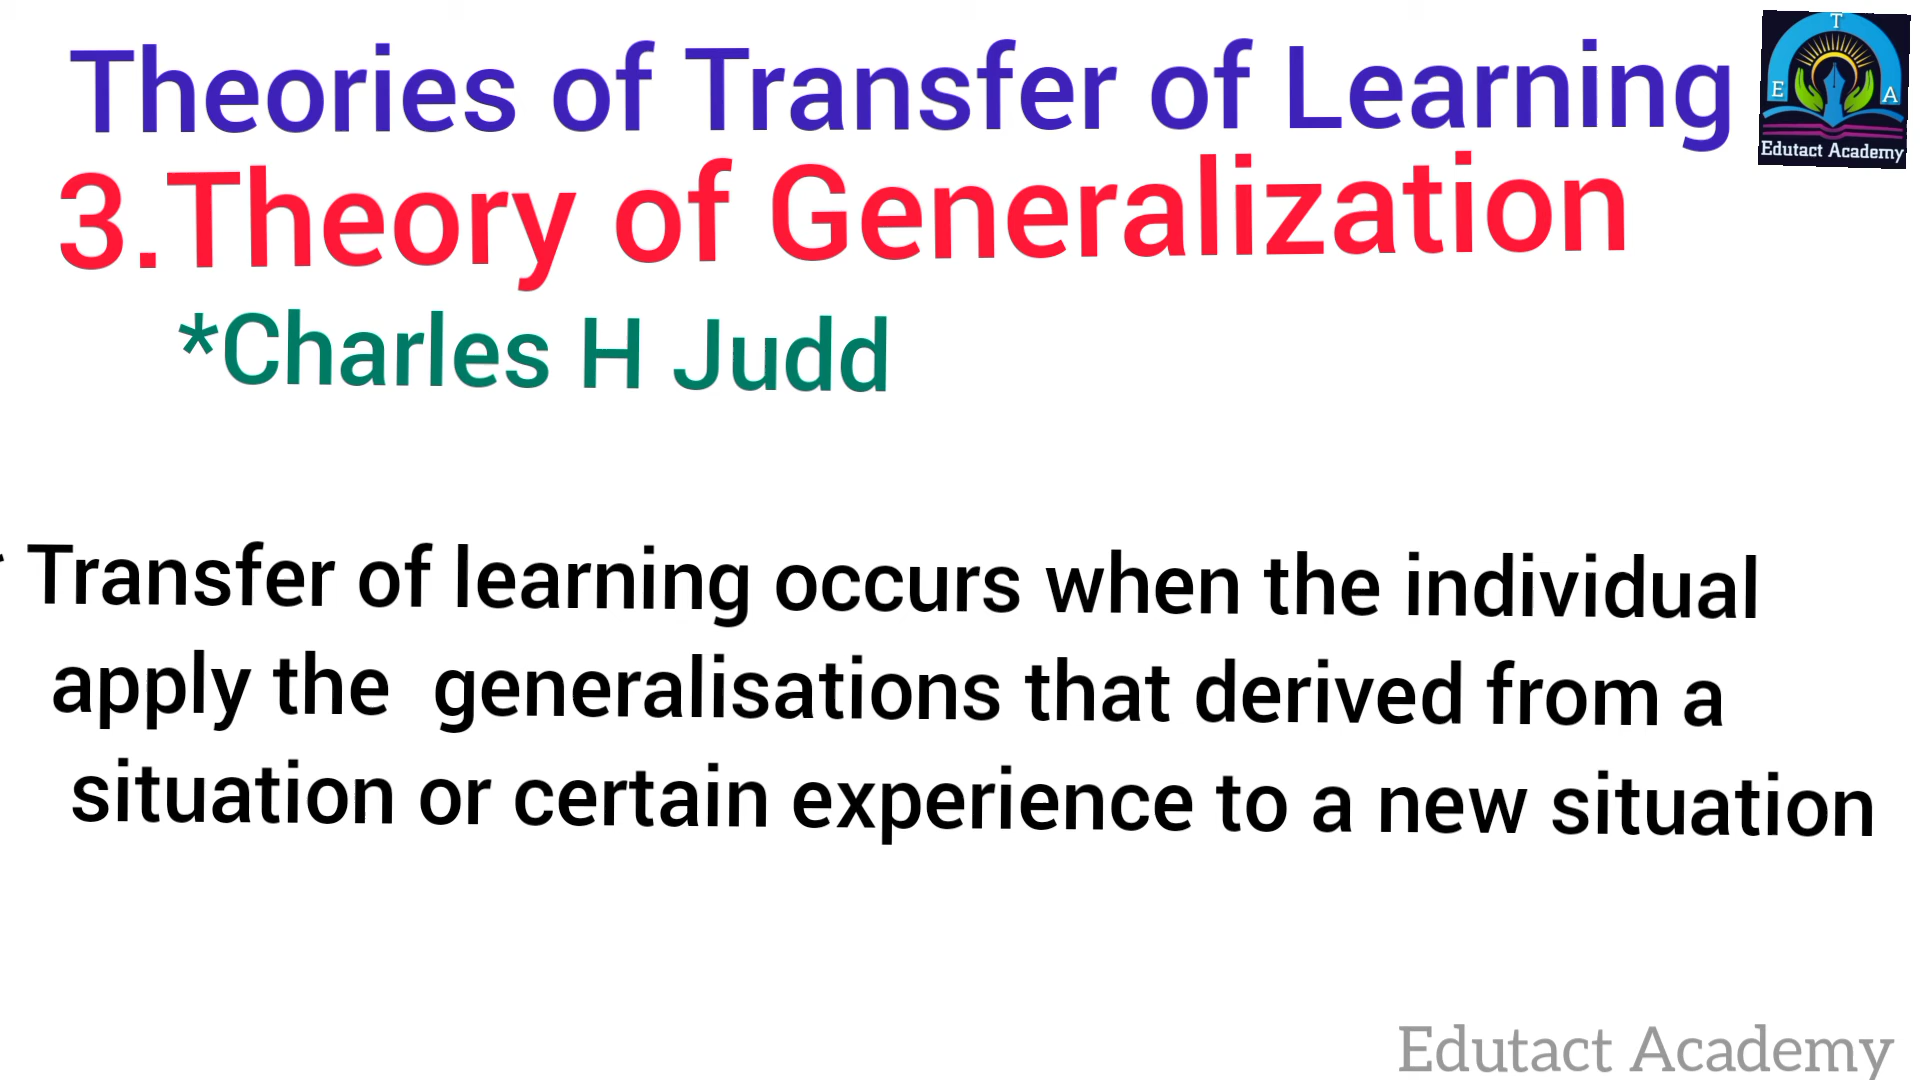 Theories of Transfer of Learning
3.Theory of Generalization
*Charles H Judd
Transfer of learning occurs when the individual
apply the generalisations that derived from a
situation or certain experience to a new situation
T
E A
Edutact Academy
Edutact Academy